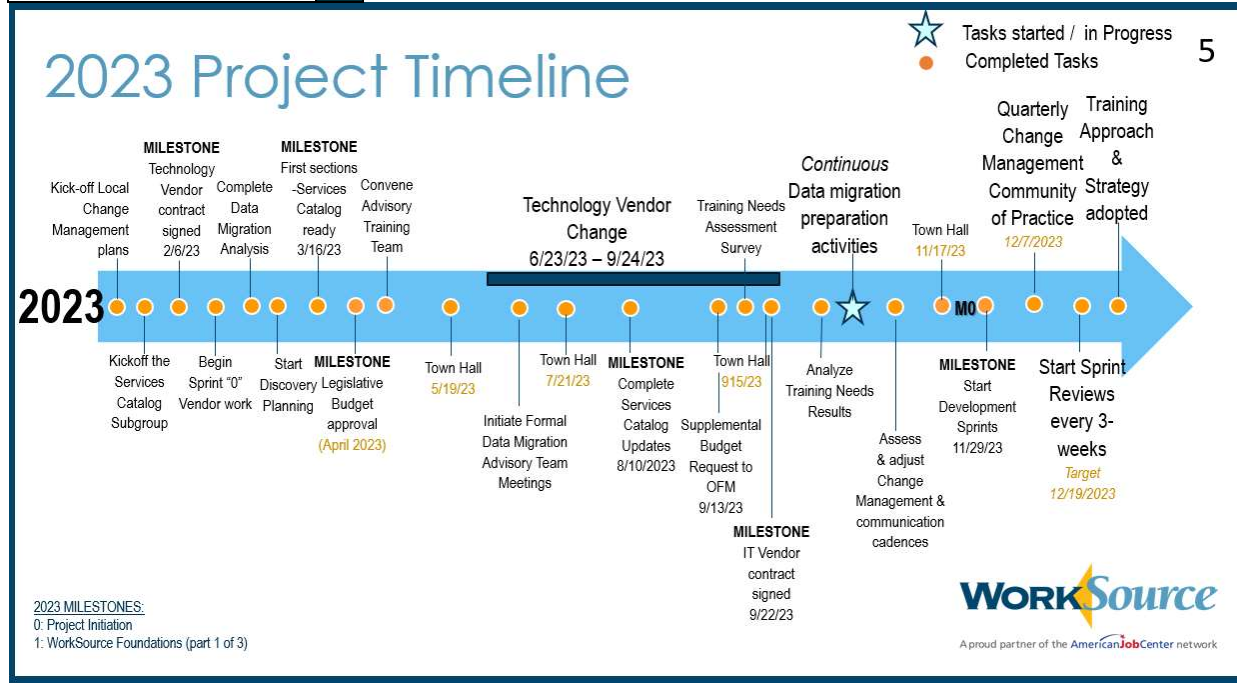 Tasks started / in Progress
Completed Tasks
5
2023 Project Timeline
Kick-off Local
Change
Management
plans
MILESTONE
Technology
Vendor
contract
signed
2/6/23
Complete
Data
Migration
Analysis
MILESTONE
First sections
-Services
Catalog
ready
3/16/23
Convene
Advisory
Training
Team
Technology Vendor
Change
6/23/23 – 9/24/23
Training Needs
Assessment
Survey
Continuous
Data migration
preparation
activities
Town Hall
11/17/23
Quarterly
Change
Management
Community
of Practice
12/7/2023
Training
Approach
&
Strategy
adopted
2023
M0
Kickoff the
Services
Catalog
Subgroup
Begin
Sprint “0”
Vendor work
Start
Discovery
Planning
MILESTONE
Legislative
Budget
approval
(April 2023)
Town Hall
5/19/23
Initiate Formal
Data Migration
Advisory Team
Meetings
Town Hall
7/21/23
MILESTONE
Complete
Services
Catalog
Updates
8/10/2023
Supplemental
Budget
Request to
OFM
9/13/23
Town Hall
915/23
MILESTONE
IT Vendor
contract
signed
9/22/23
Analyze
Training Needs
Results
Assess
& adjust
Change
Management &
communication
cadences
MILESTONE
Start
Development
Sprints
11/29/23
Start Sprint
Reviews
every 3-
weeks
Target
12/19/2023
2023 MILESTONES:
0: Project Initiation
1: WorkSource Foundations (part 1 of 3)
WorkSource
A proud partner of the AmericanJobCenter network